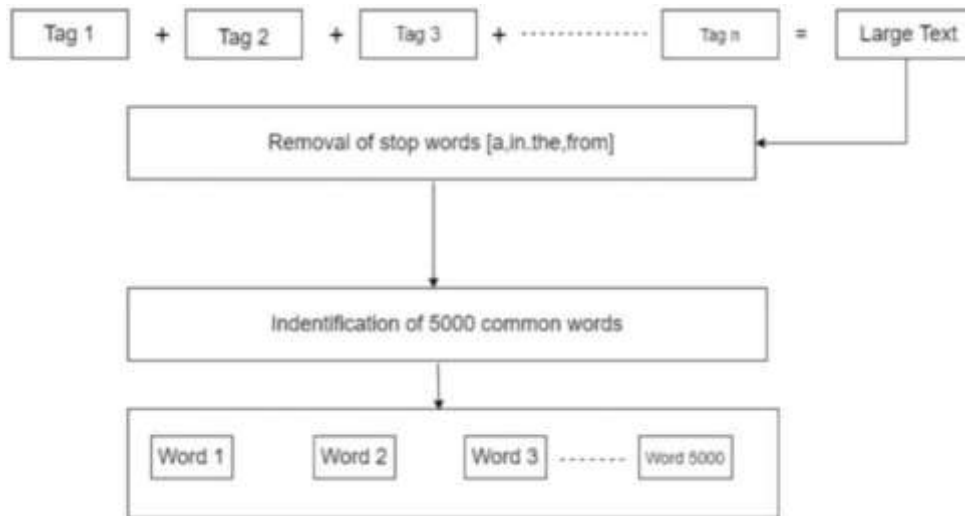 Tag 1 + Tag 2 + Tag 3 + Tag n = Large Text
Removal of stop words [a,in.the,from]
Indentification of 5000 common words
Word 1 Word 2 Word 3 Word 5000